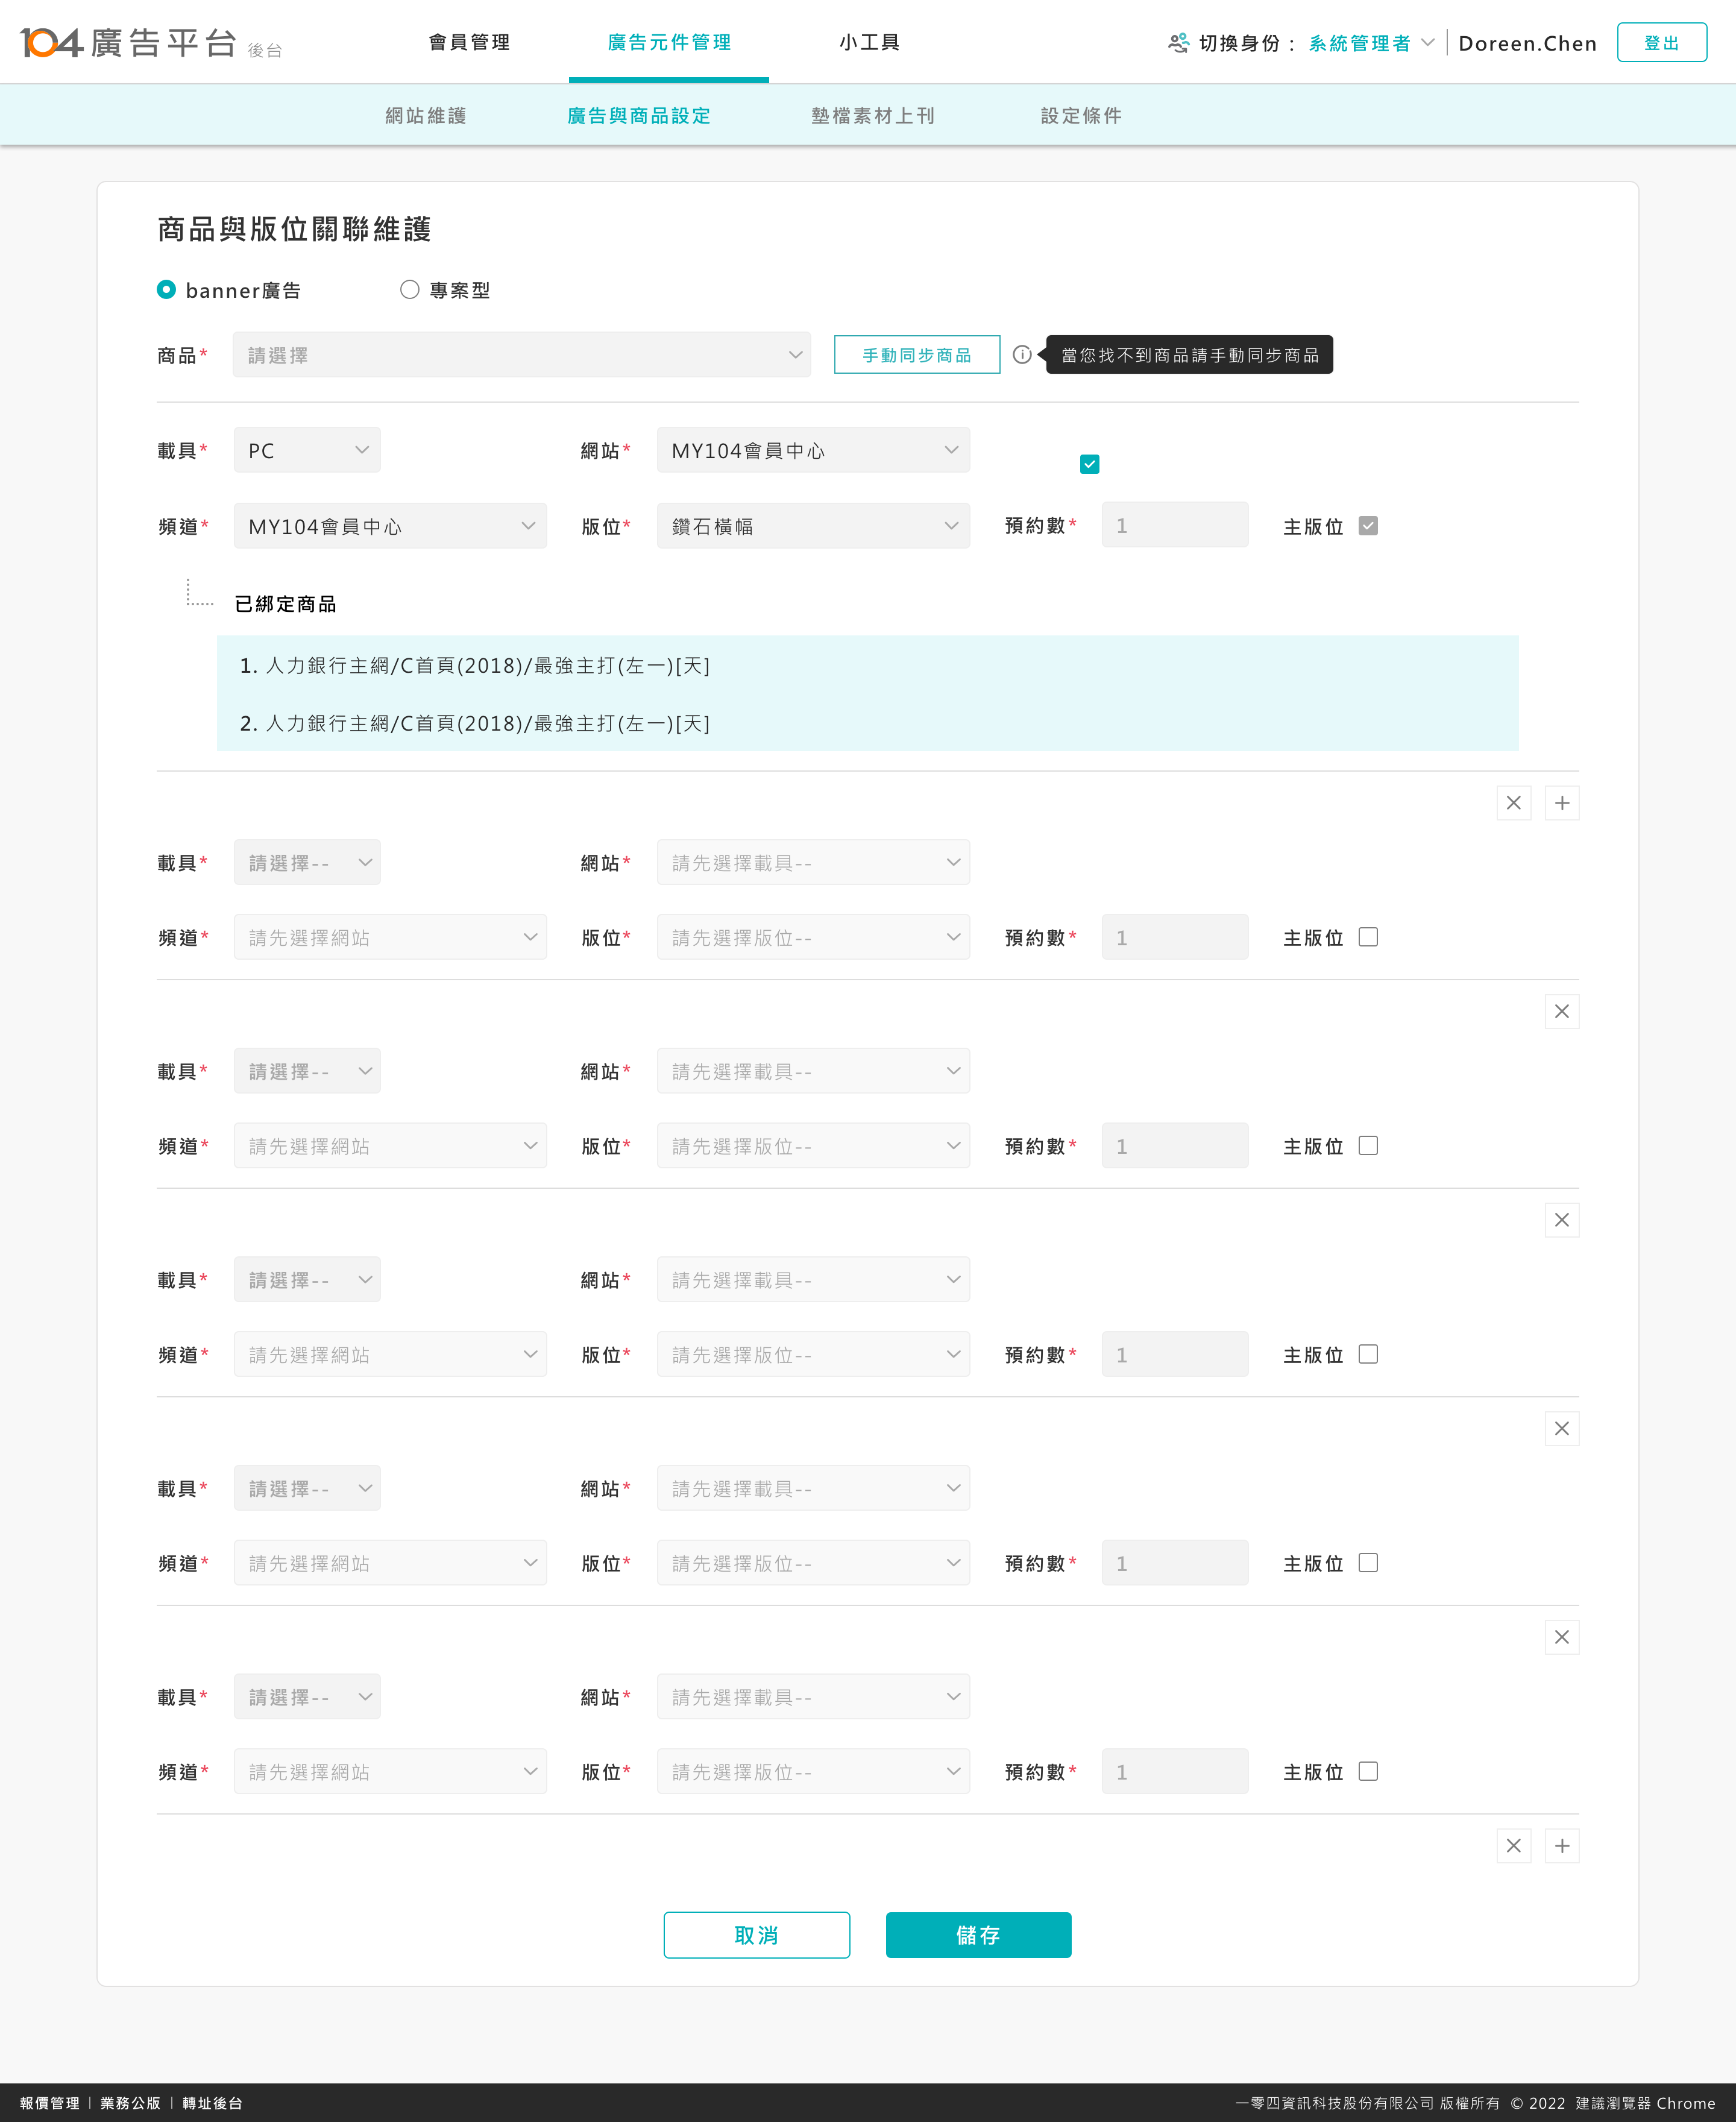 104廣告平台 後台 會員管理 廣告元件管理 小工具 切換身份： 系統管理者 Doreen.Chen 登出
網站維護 廣告與商品設定 墊檔素材上刊 設定條件
商品與版位關聯維護
banner廣告 專案型
商品* 請選擇 手動同步商品 當您找不到商品請手動同步商品
載具* PC 網站* MY104會員中心
頻道* MY104會員中心 版位* 鑽石橫幅 預約數* 1 主版位
已綁定商品
1. 人力銀行主網/C首頁(2018)/最強主打(左一)[天]
2. 人力銀行主網/C首頁(2018)/最強主打(左一)[天]
載具* 請選擇-- 網站* 請先選擇載具--
頻道* 請先選擇網站 版位* 請先選擇版位-- 預約數* 1 主版位
載具* 請選擇-- 網站* 請先選擇載具--
頻道* 請先選擇網站 版位* 請先選擇版位-- 預約數* 1 主版位
載具* 請選擇-- 網站* 請先選擇載具--
頻道* 請先選擇網站 版位* 請先選擇版位-- 預約數* 1 主版位
載具* 請選擇-- 網站* 請先選擇載具--
頻道* 請先選擇網站 版位* 請先選擇版位-- 預約數* 1 主版位
載具* 請選擇-- 網站* 請先選擇載具--
頻道* 請先選擇網站 版位* 請先選擇版位-- 預約數* 1 主版位
取消 儲存
報價管理 | 業務公版 | 轉址後台 一零四資訊科技股份有限公司 版權所有 © 2022 建議瀏覽器 Chrome